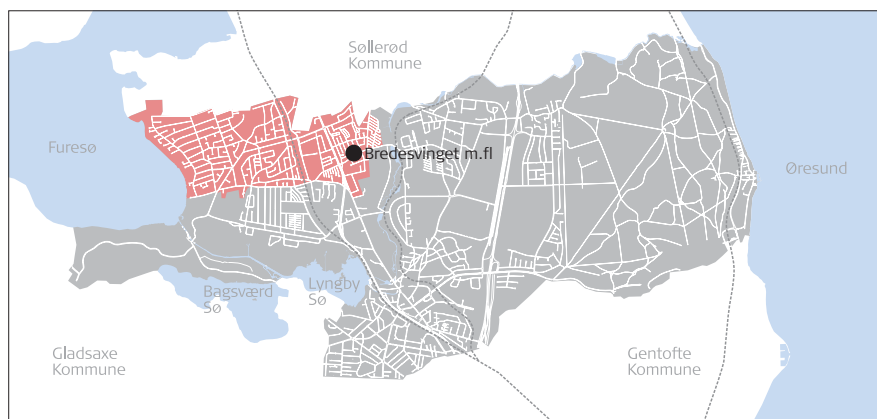 Søllerød
Kommune
Furesø
Bredesvinget m.fl
Øresund
Bagsværd
Sø
Lyngby
Sø
Gladsaxe
Kommune
Gentofte
Kommune